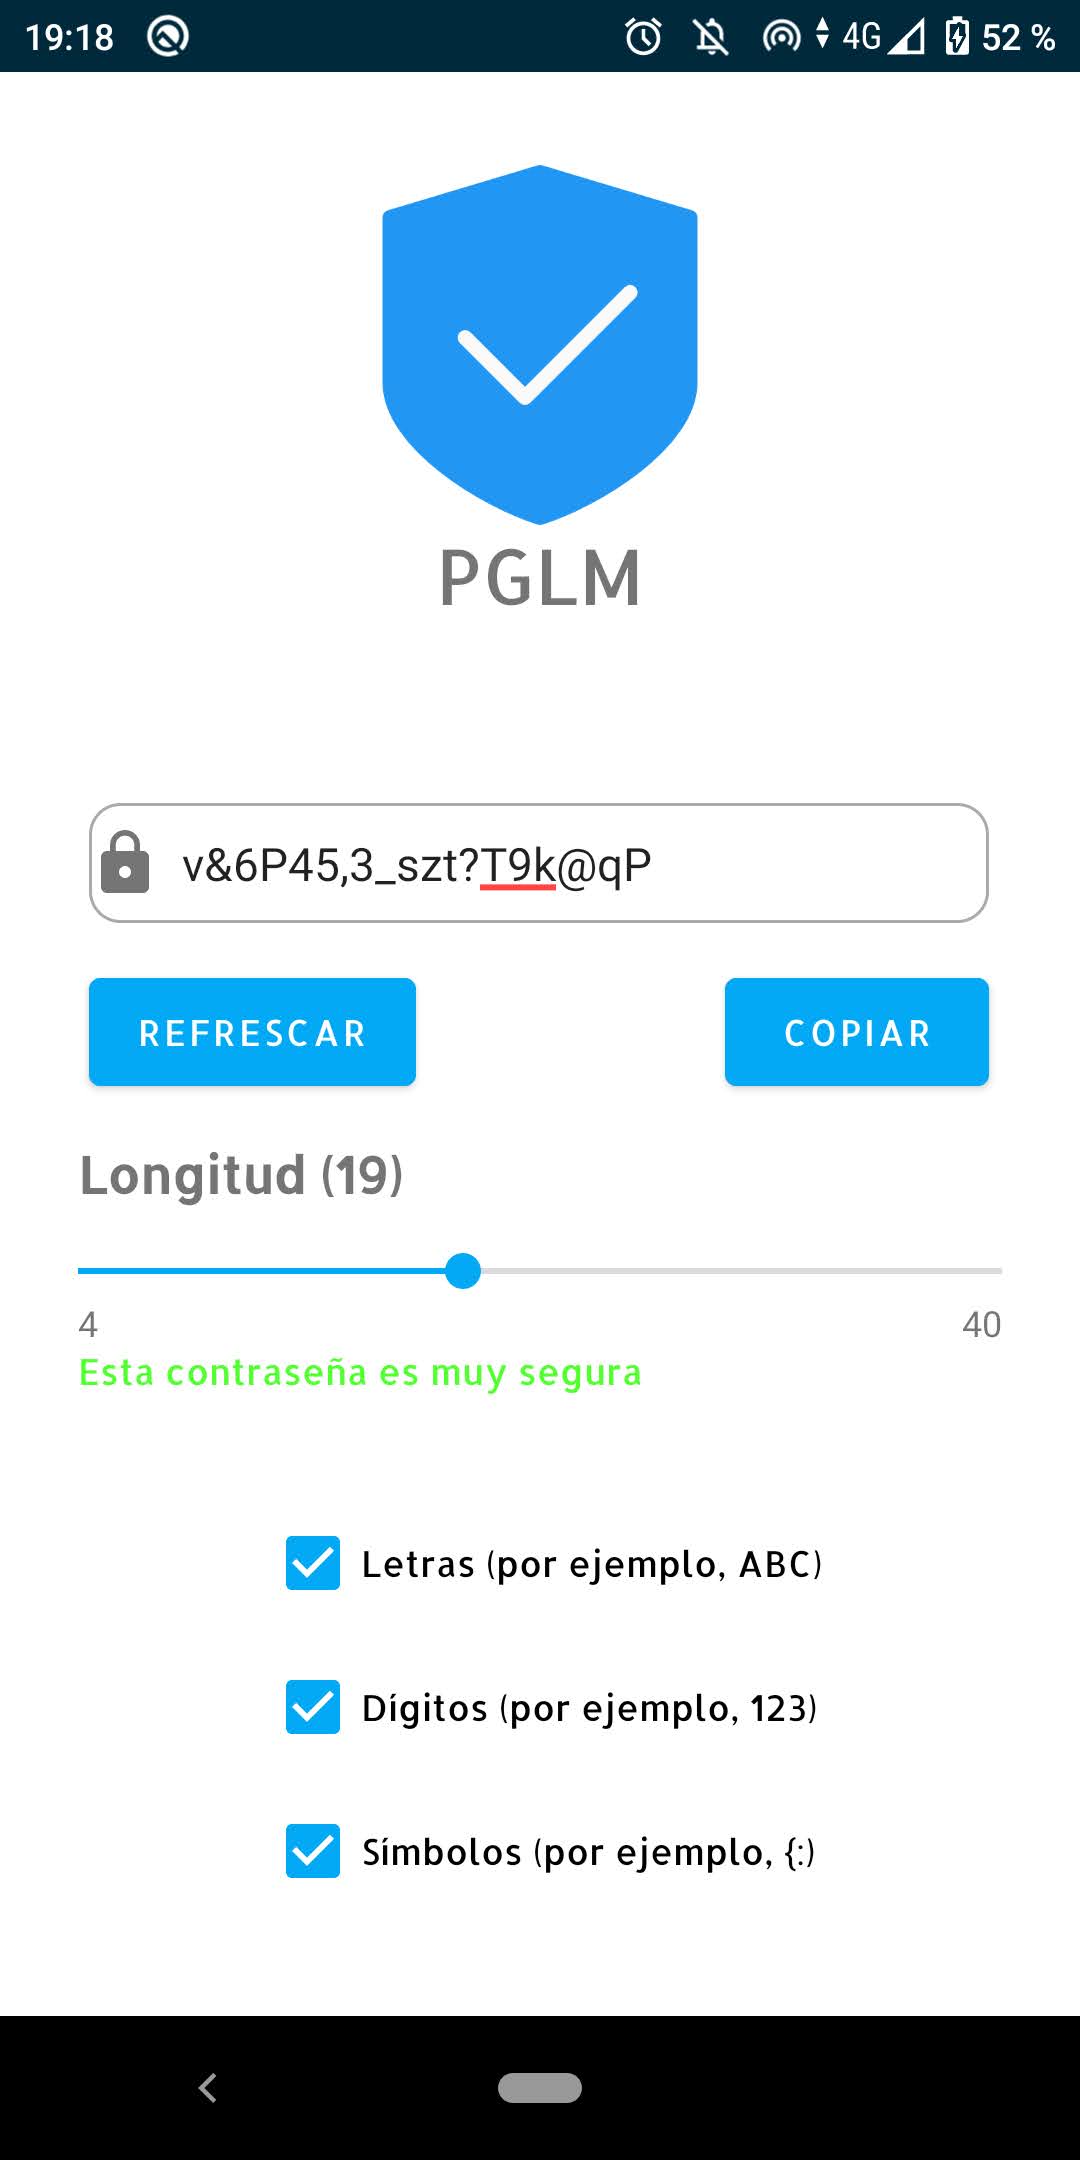 19:18 4G 52 %
PGLM
v&6P45,3_szt?T9k@qP
REFRESCAR COPIAR
Longitud (19)
4 40
Esta contraseña es muy segura
Letras (por ejemplo, ABC)
Dígitos (por ejemplo, 123)
Símbolos (por ejemplo, {:)